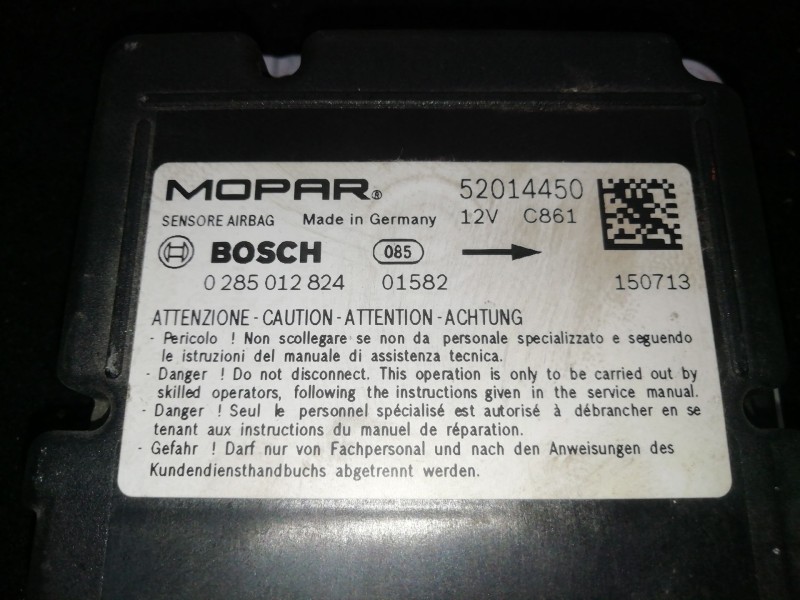 MOPAR® 52014450
SENSORE AIRBAG Made in Germany 12V C861
BOSCH 085
0 285 012 824 01582 150713
ATTENZIONE - CAUTION - ATTENTION - ACHTUNG
- Pericolo ! Non scollegare se non da personale specializzato e seguendo
le istruzioni del manuale di assistenza tecnica.
- Danger ! Do not disconnect. This operation is only to be carried out by
skilled operators, following the instructions given in the service manual.
- Danger ! Seul le personnel spécialisé est autorisé à débrancher en se
tenant aux instructions du manuel de réparation.
- Gefahr ! Darf nur von Fachpersonal und nach den Anweisungen des
Kundendiensthandbuchs abgetrennt werden.